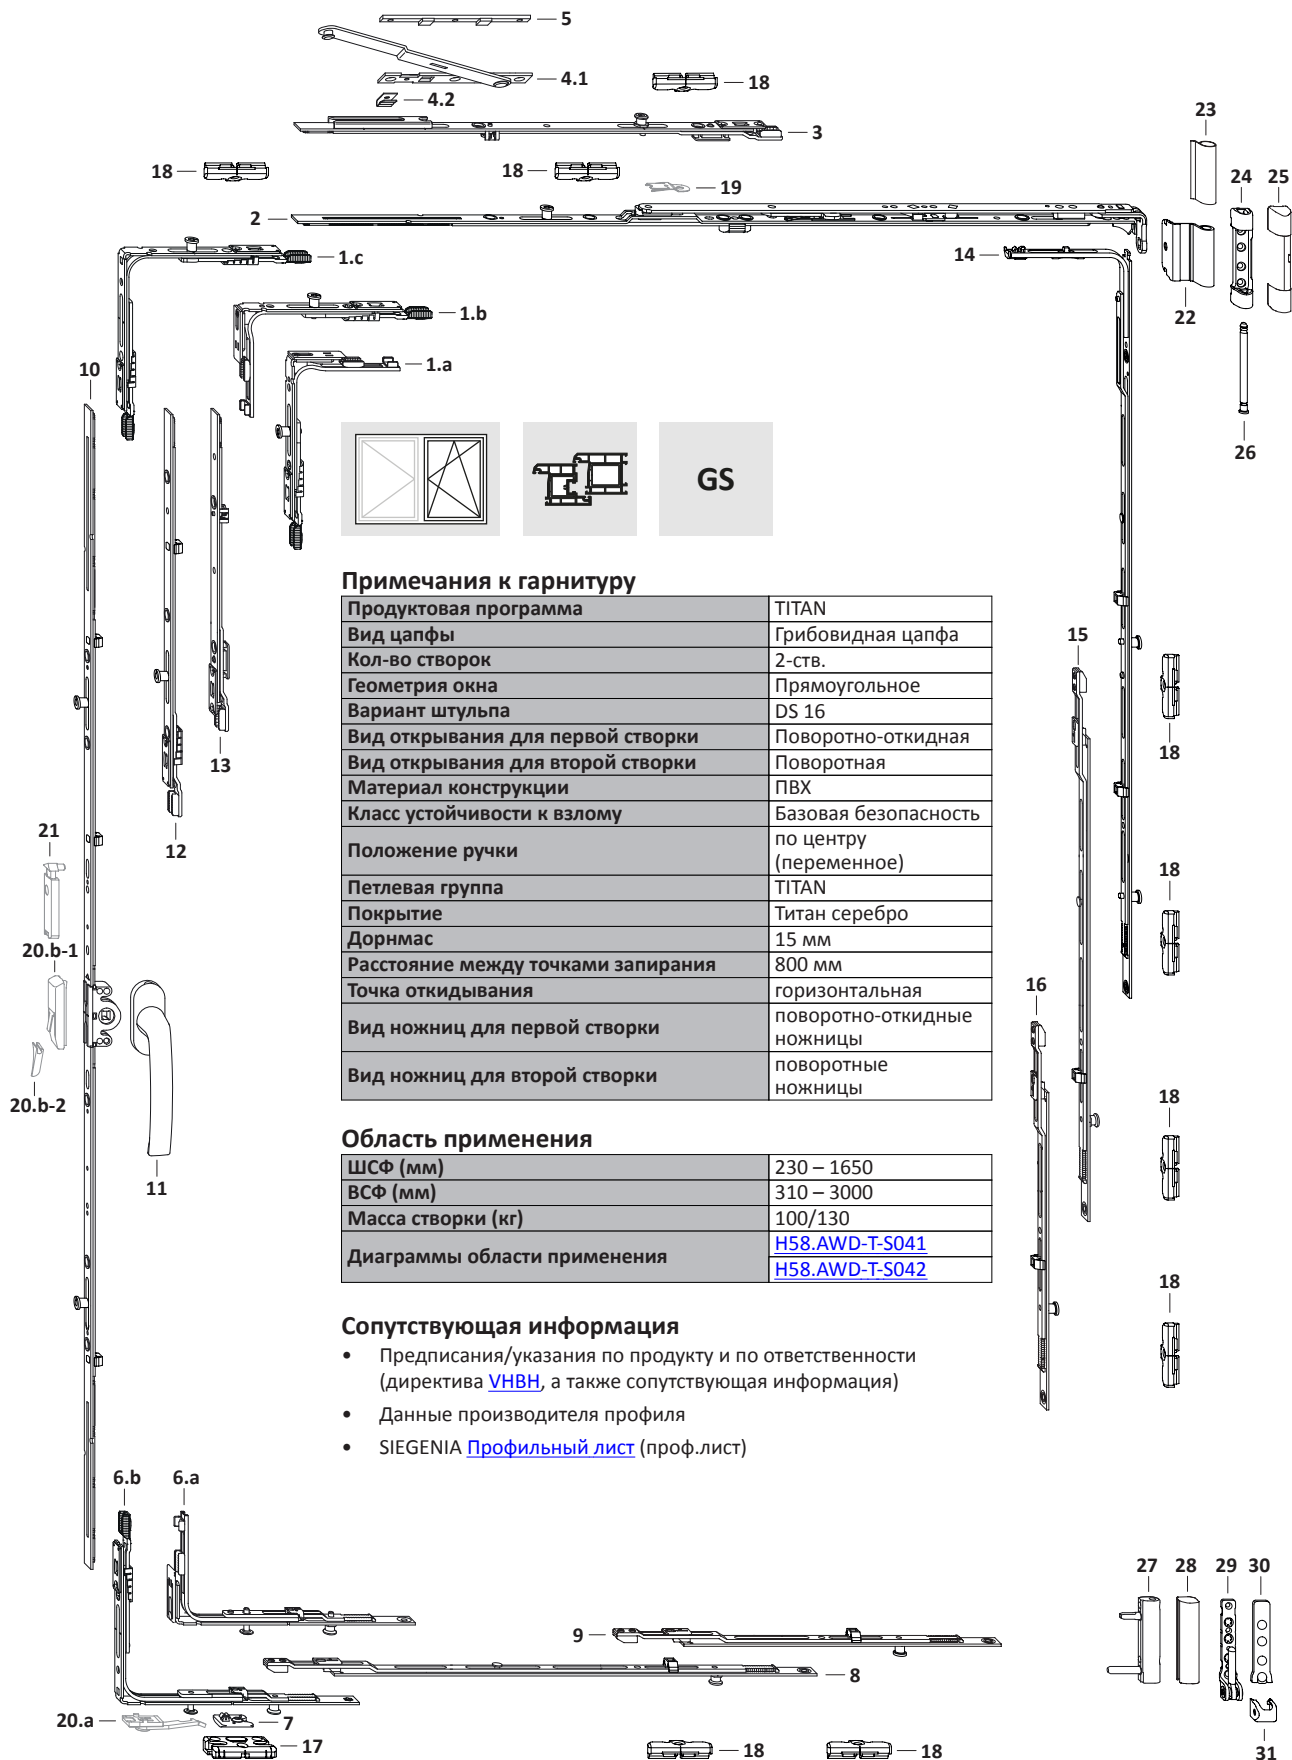 5
4.1
18
4.2
3
23
18
18
19
24
25
2
1.c
14
22
1.b
1.a
10
26
GS
Примечания к гарнитуру
Продуктовая программа TITAN
Вид цапфы Грибовидная цапфа
Кол-во створок 2-ств.
Геометрия окна Прямоугольное
Вариант штульпа DS 16
Вид открывания для первой створки Поворотно-откидная
Вид открывания для второй створки Поворотная
Материал конструкции ПВХ
Класс устойчивости к взлому Базовая безопасность
Положение ручки по центру
(переменное)
Петлевая группа TITAN
Покрытие Титан серебро
Дорнмас 15 мм
Расстояние между точками запирания 800 мм
Точка откидывания горизонтальная
Вид ножниц для первой створки поворотно-откидные
ножницы
Вид ножниц для второй створки поворотные
ножницы
15
18
13
12
21
18
20.b-1
16
20.b-2
18
11
Область применения
ШСФ (мм) 230 – 1650
ВСФ (мм) 310 – 3000
Масса створки (кг) 100/130
Диаграммы области применения H58.AWD-T-S041
H58.AWD-T-S042
18
Сопутствующая информация
• Предписания/указания по продукту и по ответственности
(директива VHBH, а также сопутствующая информация)
• Данные производителя профиля
• SIEGENIA Профильный лист (проф.лист)
6.b
6.a
27
28
29
30
9
8
20.a
7
17
18
18
31